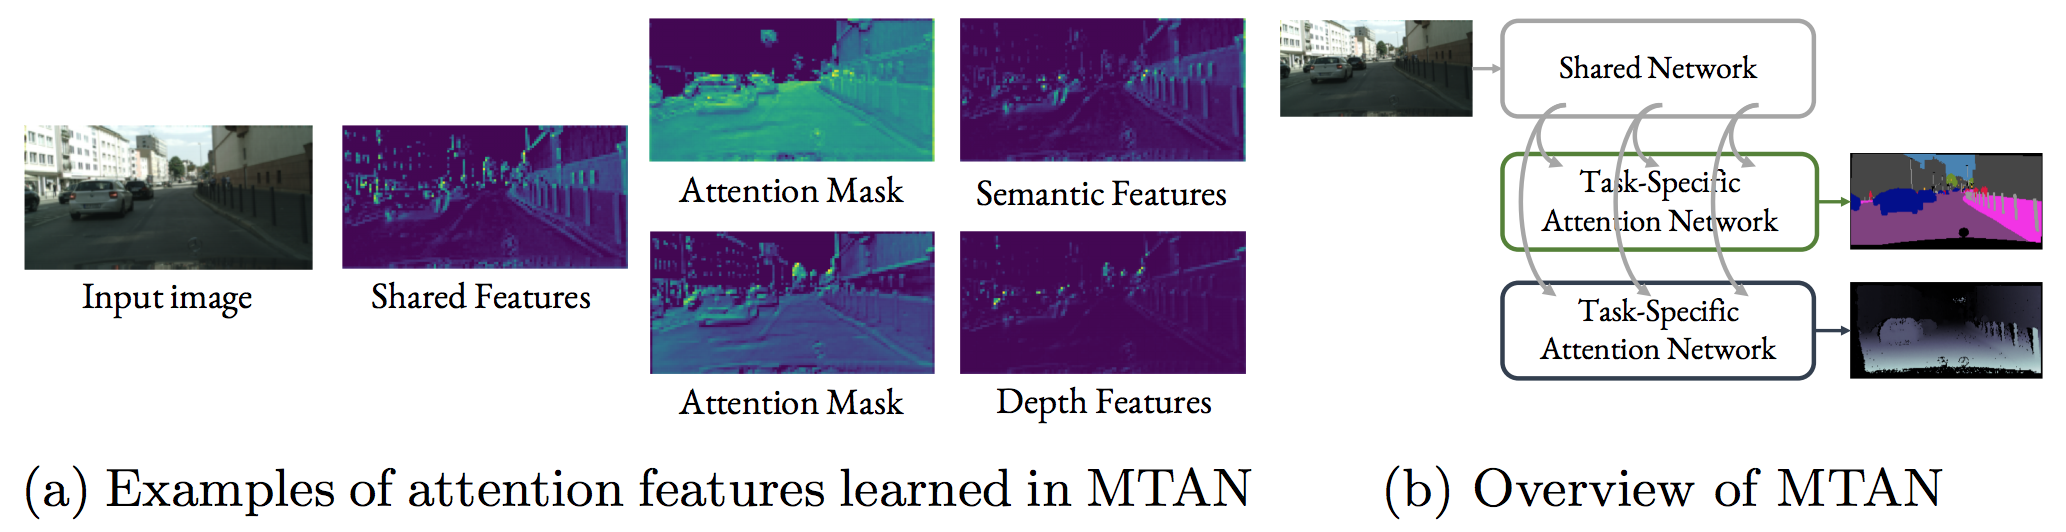 Input image
Shared Features
Attention Mask
Semantic Features
Attention Mask
Depth Features
(a) Examples of attention features learned in MTAN
Shared Network
Task-Specific
Attention Network
Task-Specific
Attention Network
(b) Overview of MTAN